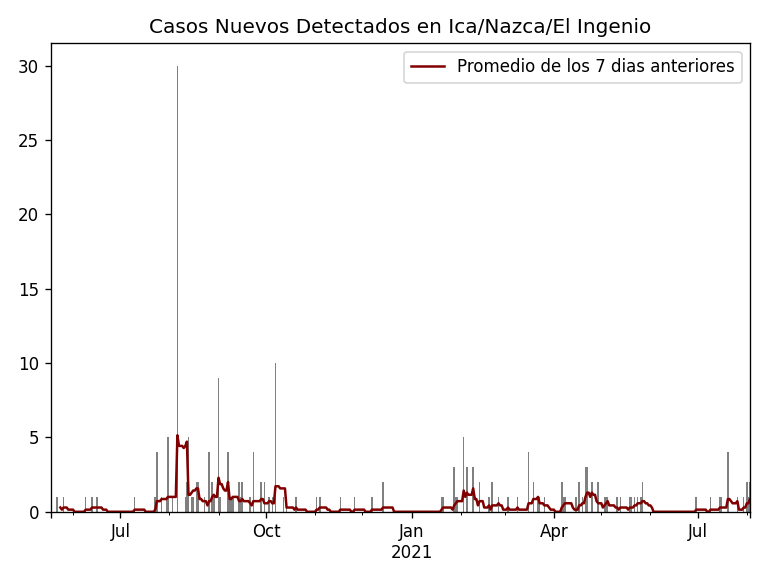 Casos Nuevos Detectados en Ica/Nazca/El Ingenio
Promedio de los 7 dias anteriores
30
25
20
15
10
5
0
Jul Oct Jan Apr Jul
2021